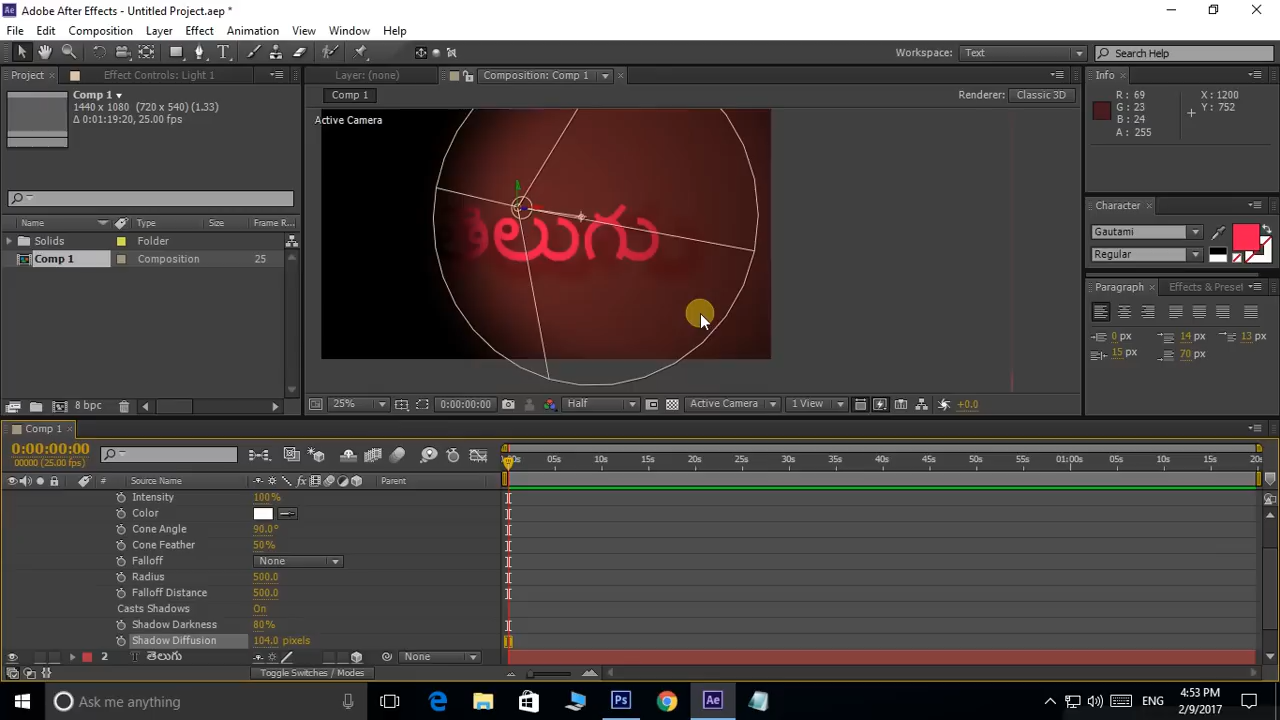 Adobe After Effects - Untitled Project.aep *
File Edit Composition Layer Effect Animation View Window Help
Workspace: Text Search Help
Project Effect Controls: Light 1 Layer: (none) Composition: Comp 1 Info
Comp 1
1440 x 1080 (720 x 540) (1.33)
Δ 0:01:19:20, 25.00 fps
Comp 1 Renderer: Classic 3D
R : 69 X : 1200
G : 23 Y : 752
B : 24
A : 255
Active Camera
తెలుగు
Name Type Size Frame R...
Solids Folder
Comp 1 Composition 25
Character
Gautami
Regular
Paragraph Effects & Preset
0 px 14 px 13 px
15 px 70 px
8 bpc
25% 0:00:00:00 Half Active Camera 1 View +0.0
Comp 1
0:00:00:00
00000 (25.00 fps)
:00s 05s 10s 15s 20s 25s 30s 35s 40s 45s 50s 55s 01:00s 05s 10s 15s 20s
# Source Name Parent
Intensity 100%
Color
Cone Angle 90.0°
Cone Feather 50%
Falloff None
Radius 500.0
Falloff Distance 500.0
Casts Shadows On
Shadow Darkness 80%
Shadow Diffusion 104.0 pixels
2 T తెలుగు None
Toggle Switches / Modes
Ask me anything Ps Ae ENG 4:53 PM
2/9/2017